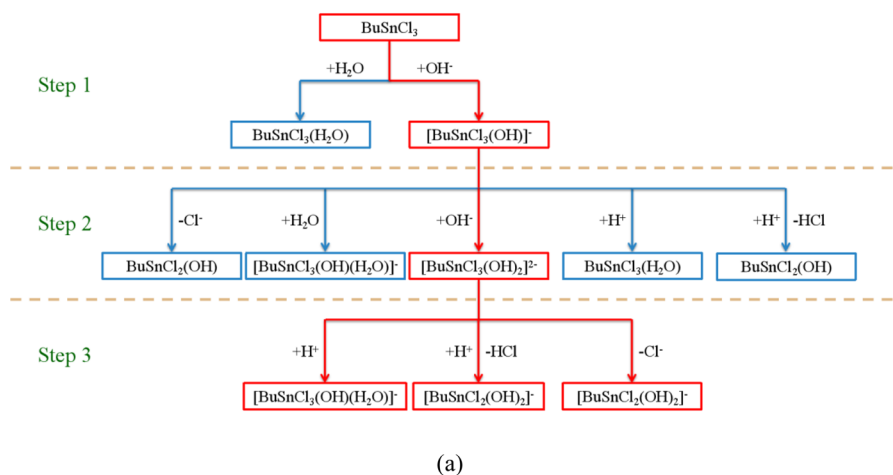 BuSnCl₃
+H₂O +OH⁻
Step 1
BuSnCl₃(H₂O) [BuSnCl₃(OH)]⁻
Step 2
-Cl⁻ +H₂O +OH⁻ +H⁺ +H⁺ -HCl
BuSnCl₂(OH) [BuSnCl₃(OH)(H₂O)]⁻ [BuSnCl₃(OH)₂]²⁻ BuSnCl₃(H₂O) BuSnCl₂(OH)
Step 3
+H⁺ +H⁺ -HCl -Cl⁻
[BuSnCl₃(OH)(H₂O)]⁻ [BuSnCl₂(OH)₂]⁻ [BuSnCl₂(OH)₂]⁻
(a)